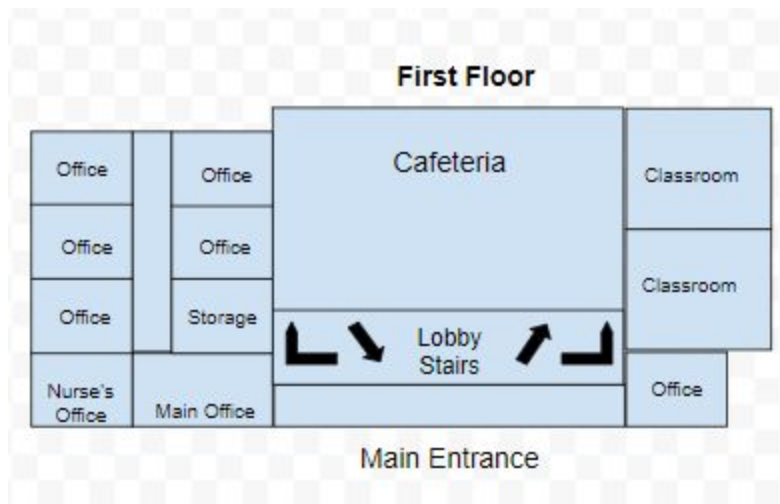 First Floor
Cafeteria
Office
Office
Classroom
Office
Office
Classroom
Office
Storage
Lobby
Stairs
Nurse's
Office
Main Office
Office
Main Entrance